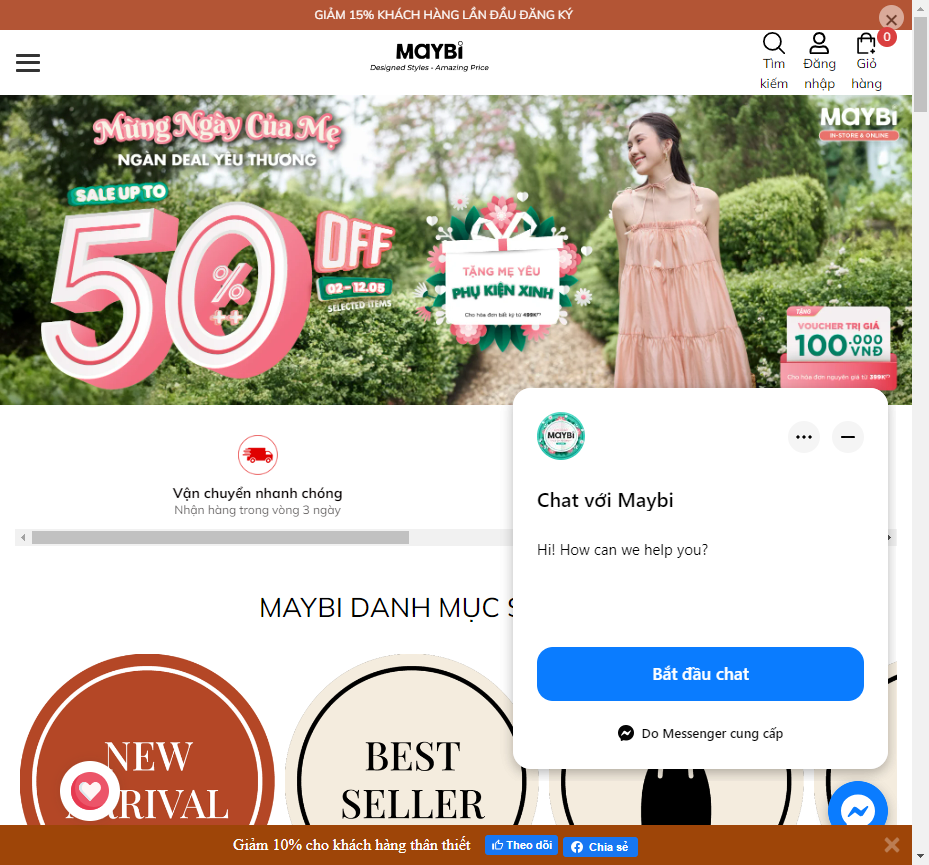 GIẢM 15% KHÁCH HÀNG LẦN ĐẦU ĐĂNG KÝ
MAYBI
Designed Styles - Amazing Price
Tìm kiếm
Đăng nhập
Giỏ hàng
0
Mừng Ngày Của Mẹ
NGÀN DEAL YÊU THƯƠNG
SALE UP TO
50%
OFF
02-12.05
SELECTED ITEMS
TẶNG MẸ YÊU
PHỤ KIỆN XINH
Cho hóa đơn bất kỳ từ 499K
MAYBI
IN-STORE & ONLINE
TẶNG
VOUCHER TRỊ GIÁ
100.000 VNĐ
Cho hóa đơn nguyên giá từ 399K
Vận chuyển nhanh chóng
Nhận hàng trong vòng 3 ngày
MAYBI DANH MỤC S
NEW
ARRIVAL
BEST
SELLER
MAYBI
Chat với Maybi
Hi! How can we help you?
Bắt đầu chat
Do Messenger cung cấp
Giảm 10% cho khách hàng thân thiết
Theo dõi
Chia sẻ